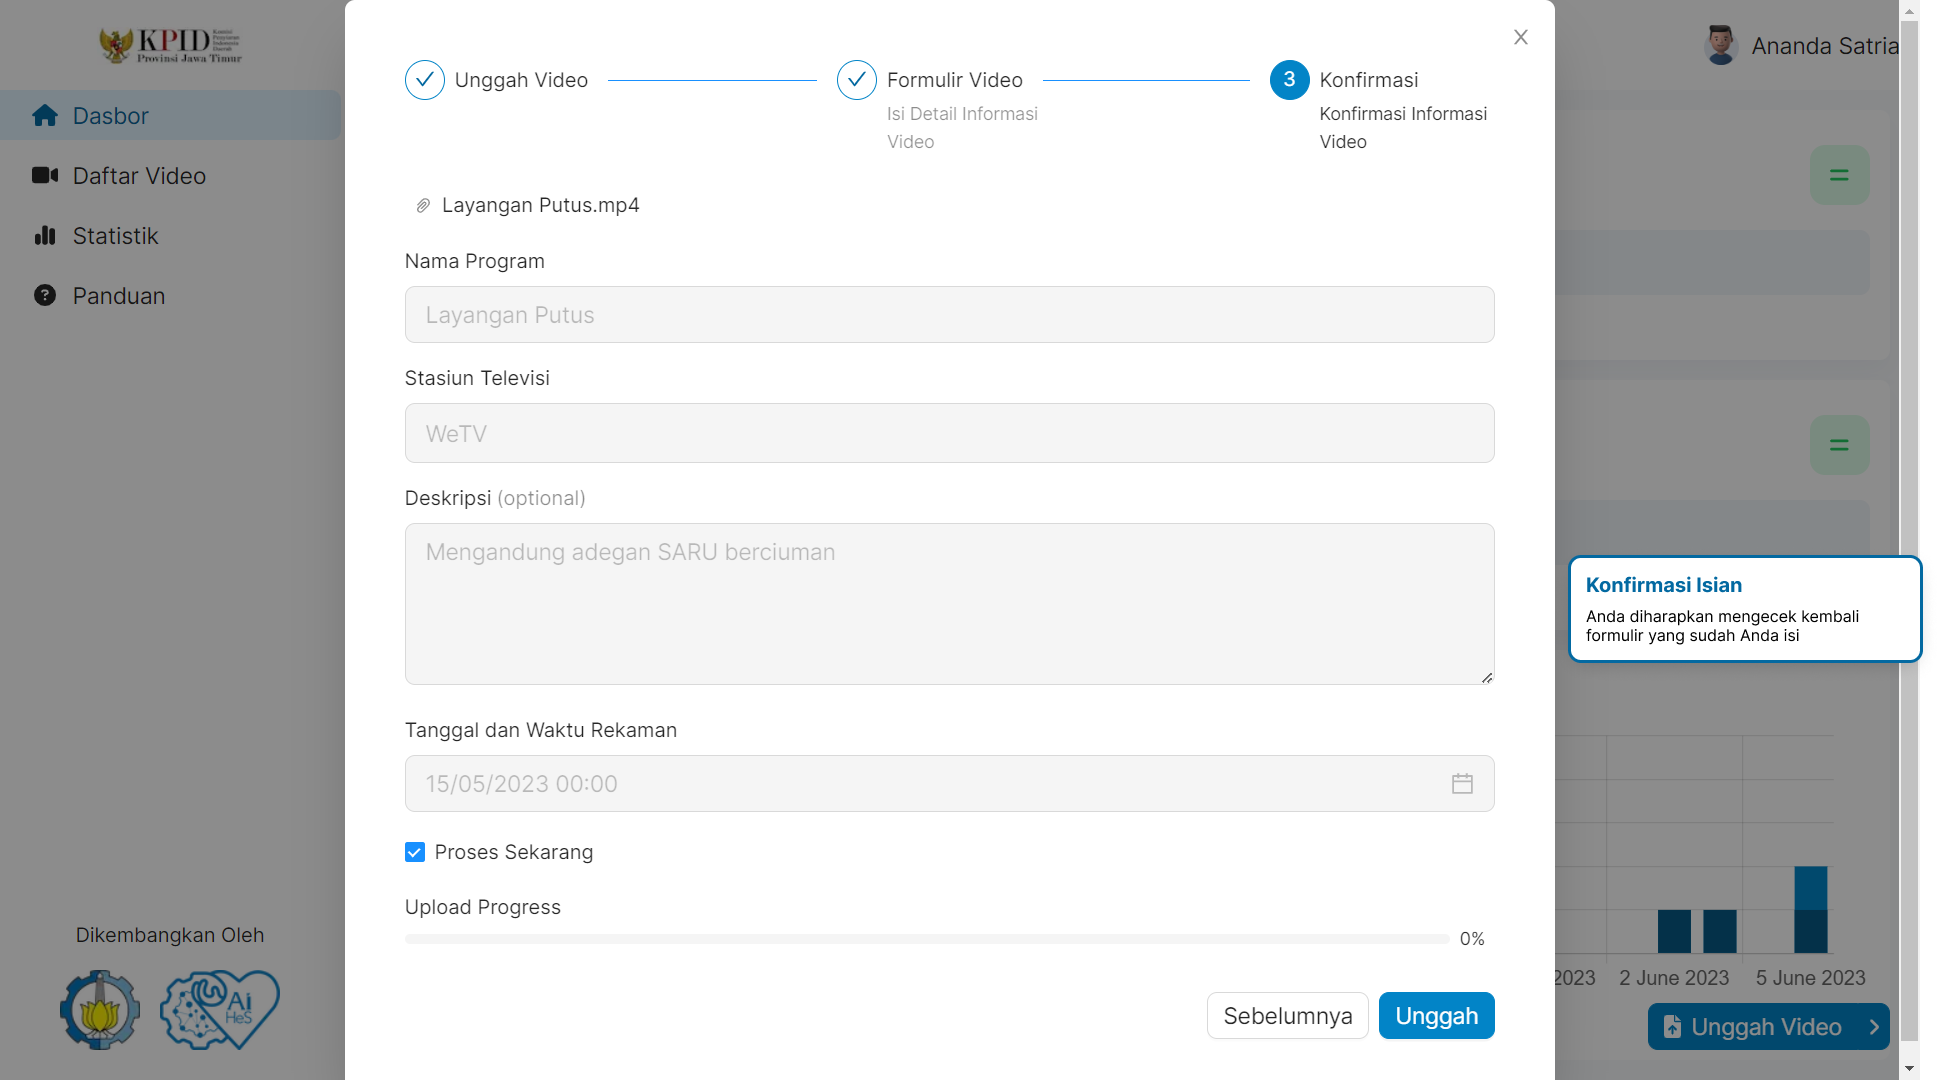 KPID
Provinsi Jawa Timur
Ananda Satria
Dasbor
Daftar Video
Statistik
Panduan
Dikembangkan Oleh
Ai
HeS
Unggah Video
Formulir Video
Isi Detail Informasi
Video
3
Konfirmasi
Konfirmasi Informasi
Video
Layangan Putus.mp4
Nama Program
Layangan Putus
Stasiun Televisi
WeTV
Deskripsi (optional)
Mengandung adegan SARU berciuman
Tanggal dan Waktu Rekaman
15/05/2023 00:00
Proses Sekarang
Upload Progress
0%
Sebelumnya
Unggah
Konfirmasi Isian
Anda diharapkan mengecek kembali
formulir yang sudah Anda isi
2023
2 June 2023
5 June 2023
Unggah Video